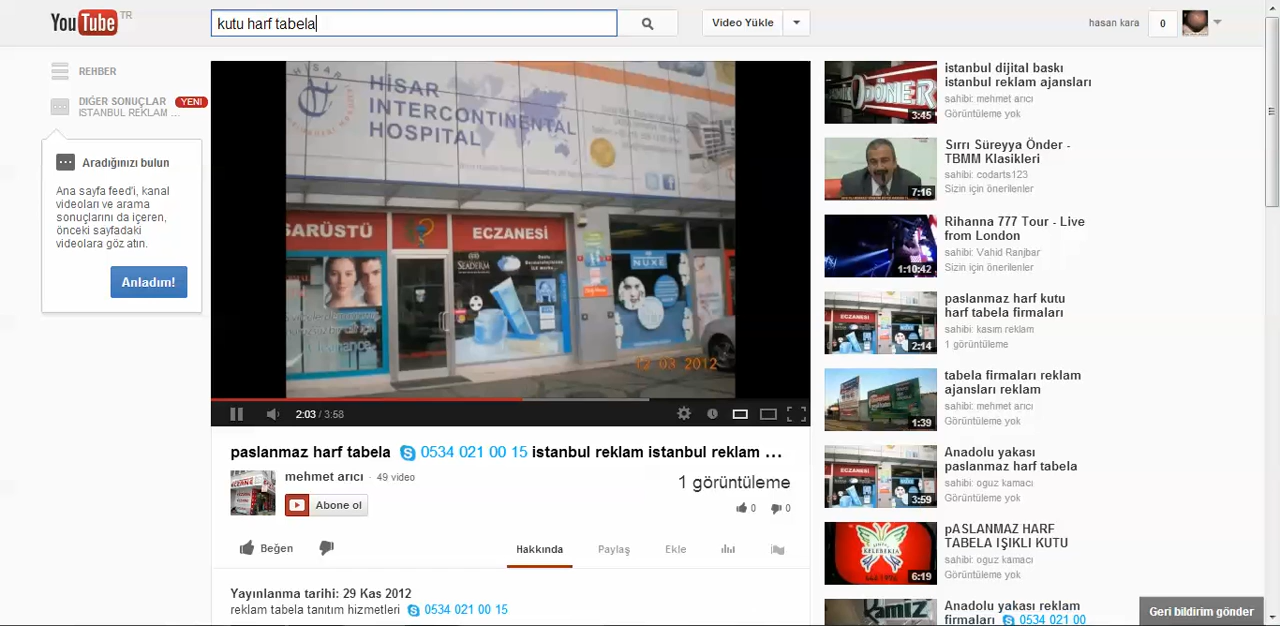 YouTube TR
kutu harf tabela
Video Yükle
hasan kara
0
REHBER
DİĞER SONUÇLAR YENİ
ISTANBUL REKLAM ...
Aradığınızı bulun
Ana sayfa feed'i, kanal
videoları ve arama
sonuçlarını da içeren,
önceki sayfadaki
videolara göz atın.
Anladım!
HİSAR
INTERCONTINENTAL
HOSPITAL
SARÜSTÜ
ECZANESİ
SEADERM
NUXE
12 03 2012
2:03 / 3:58
paslanmaz harf tabela 0534 021 00 15 istanbul reklam istanbul reklam ...
mehmet arıcı · 49 video
Abone ol
1 görüntüleme
0 0
Beğen
Hakkında
Paylaş
Ekle
Yayınlanma tarihi: 29 Kas 2012
reklam tabela tanıtım hizmetleri 0534 021 00 15
DÖNER
3:45
istanbul dijital baskı
istanbul reklam ajansları
sahibi: mehmet arıcı
Görüntüleme yok
7:16
Sırrı Süreyya Önder -
TBMM Klasikleri
sahibi: codarts123
Sizin için önerilenler
1:10:42
Rihanna 777 Tour - Live
from London
sahibi: Vahid Ranjbar
Sizin için önerilenler
ECZANESİ
2:14
paslanmaz harf kutu
harf tabela firmaları
sahibi: kasım reklam
1 görüntüleme
1:39
tabela firmaları reklam
ajansları reklam
sahibi: mehmet arıcı
Görüntüleme yok
ECZANESİ
3:59
Anadolu yakası
paslanmaz harf tabela
sahibi: oguz kamacı
Görüntüleme yok
KELEBEKIA
6:19
pASLANMAZ HARF
TABELA IŞIKLI KUTU
sahibi: oguz kamacı
Görüntüleme yok
Kamiz
Anadolu yakası reklam
firmaları 0534 021 00
Geri bildirim gönder